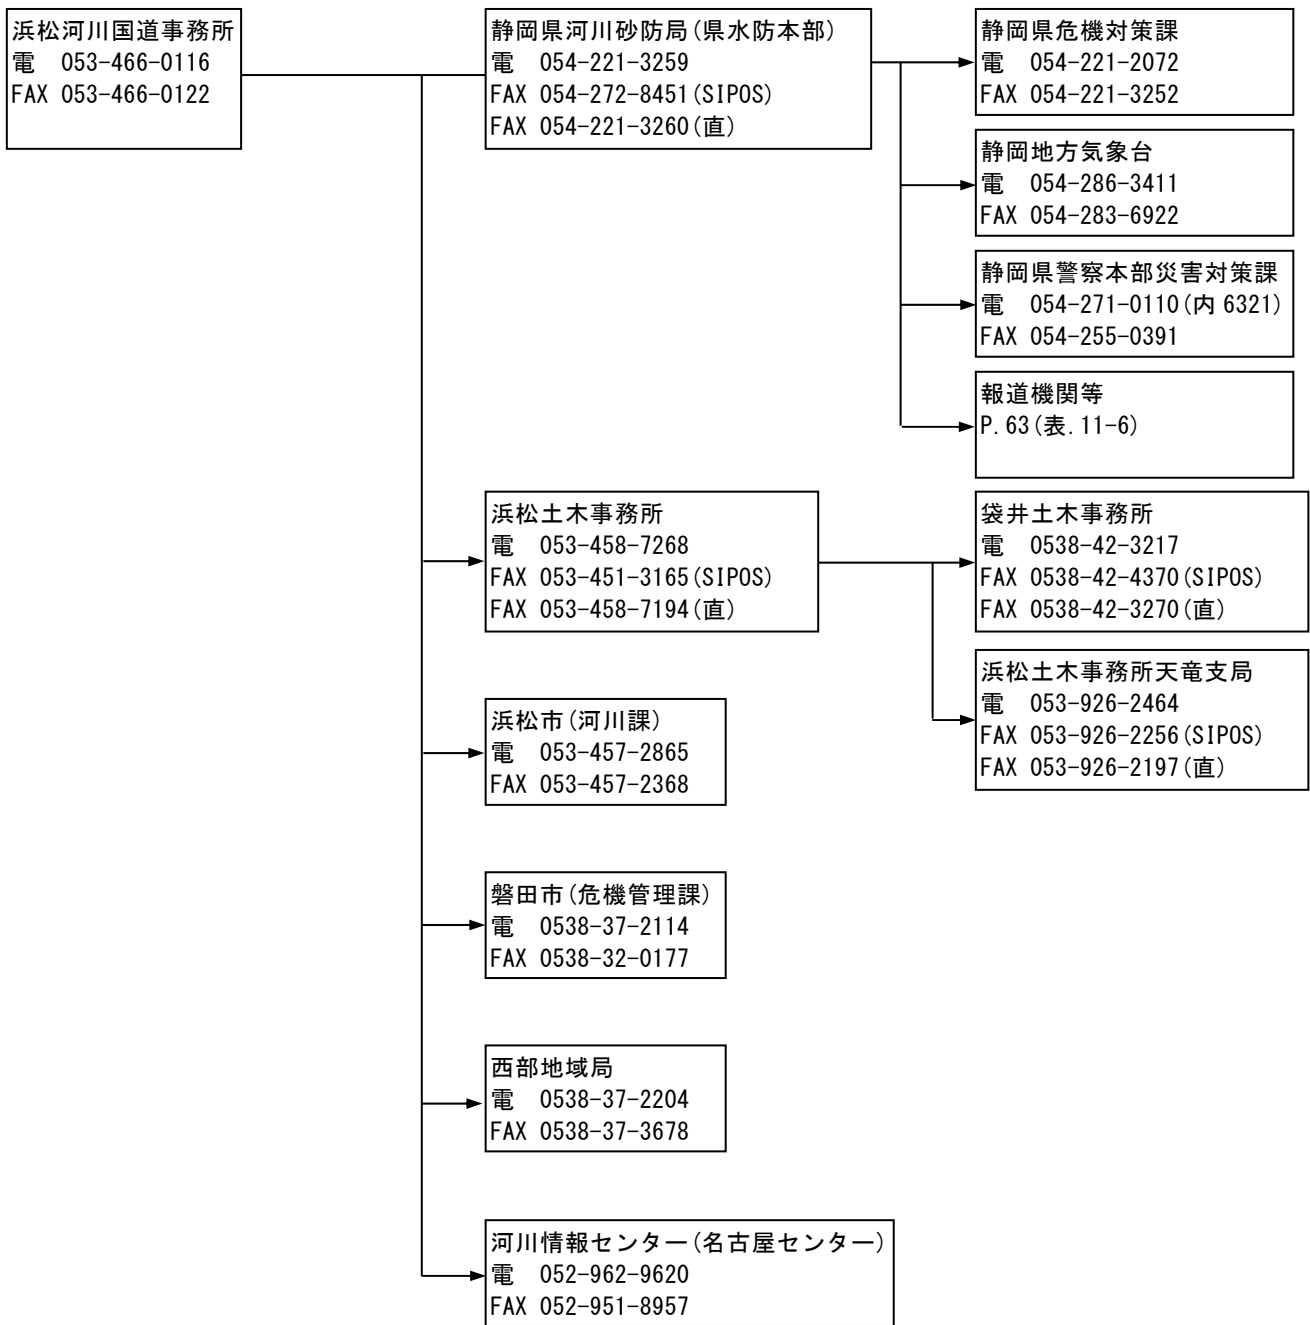 浜松河川国道事務所
電　053-466-0116
FAX 053-466-0122
静岡県河川砂防局(県水防本部)
電　054-221-3259
FAX 054-272-8451(SIPOS)
FAX 054-221-3260(直)
静岡県危機対策課
電　054-221-2072
FAX 054-221-3252
静岡地方気象台
電　054-286-3411
FAX 054-283-6922
静岡県警察本部災害対策課
電　054-271-0110(内 6321)
FAX 054-255-0391
報道機関等
P.63(表.11-6)
浜松土木事務所
電　053-458-7268
FAX 053-451-3165(SIPOS)
FAX 053-458-7194(直)
袋井土木事務所
電　0538-42-3217
FAX 0538-42-4370(SIPOS)
FAX 0538-42-3270(直)
浜松土木事務所天竜支局
電　053-926-2464
FAX 053-926-2256(SIPOS)
FAX 053-926-2197(直)
浜松市(河川課)
電　053-457-2865
FAX 053-457-2368
磐田市(危機管理課)
電　0538-37-2114
FAX 0538-32-0177
西部地域局
電　0538-37-2204
FAX 0538-37-3678
河川情報センター(名古屋センター)
電　052-962-9620
FAX 052-951-8957